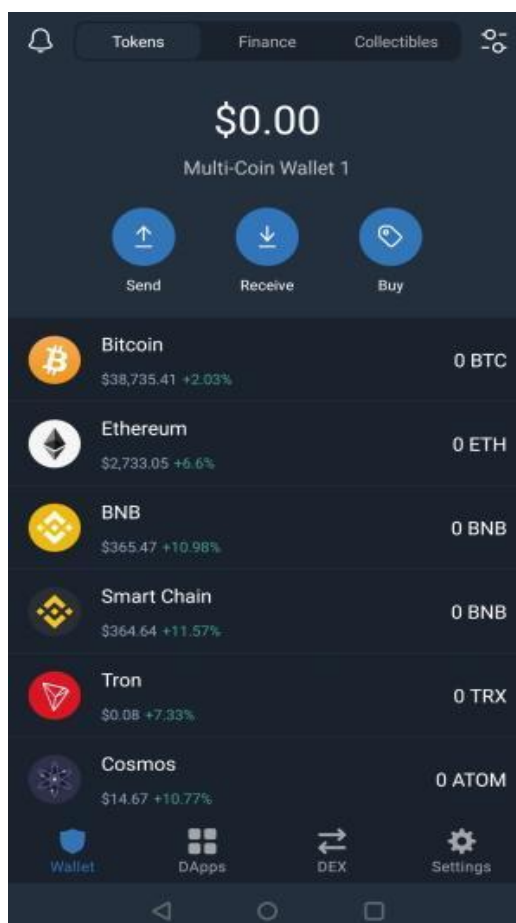 Tokens Finance Collectibles
$0.00
Multi-Coin Wallet 1
Send Receive Buy
Bitcoin
0 BTC
$38,735.41 +2.03%
Ethereum
0 ETH
$2,733.05 +6.6%
BNB
0 BNB
$365.47 +10.98%
Smart Chain
0 BNB
$364.64 +11.57%
Tron
0 TRX
$0.08 +7.33%
Cosmos
0 ATOM
$14.67 +10.77%
Wallet DApps DEX Settings